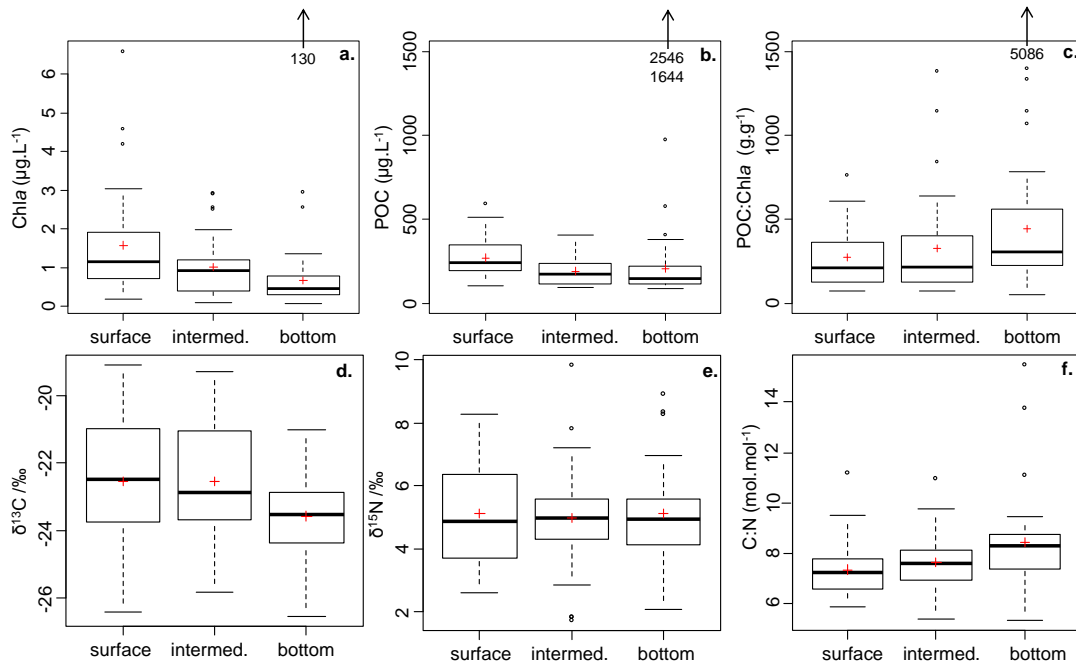 130
a.
Chla (µg.L-1)
6
5
4
3
2
1
0
surface intermed. bottom
2546
1644
b.
POC (µg.L-1)
1500
1000
500
0
surface intermed. bottom
5086
c.
POC:Chla (g.g-1)
1500
1000
500
0
surface intermed. bottom
d.
δ13C /‰
-20
-22
-24
-26
surface intermed. bottom
e.
δ15N /‰
10
8
6
4
2
surface intermed. bottom
f.
C:N (mol.mol-1)
14
12
10
8
6
surface intermed. bottom